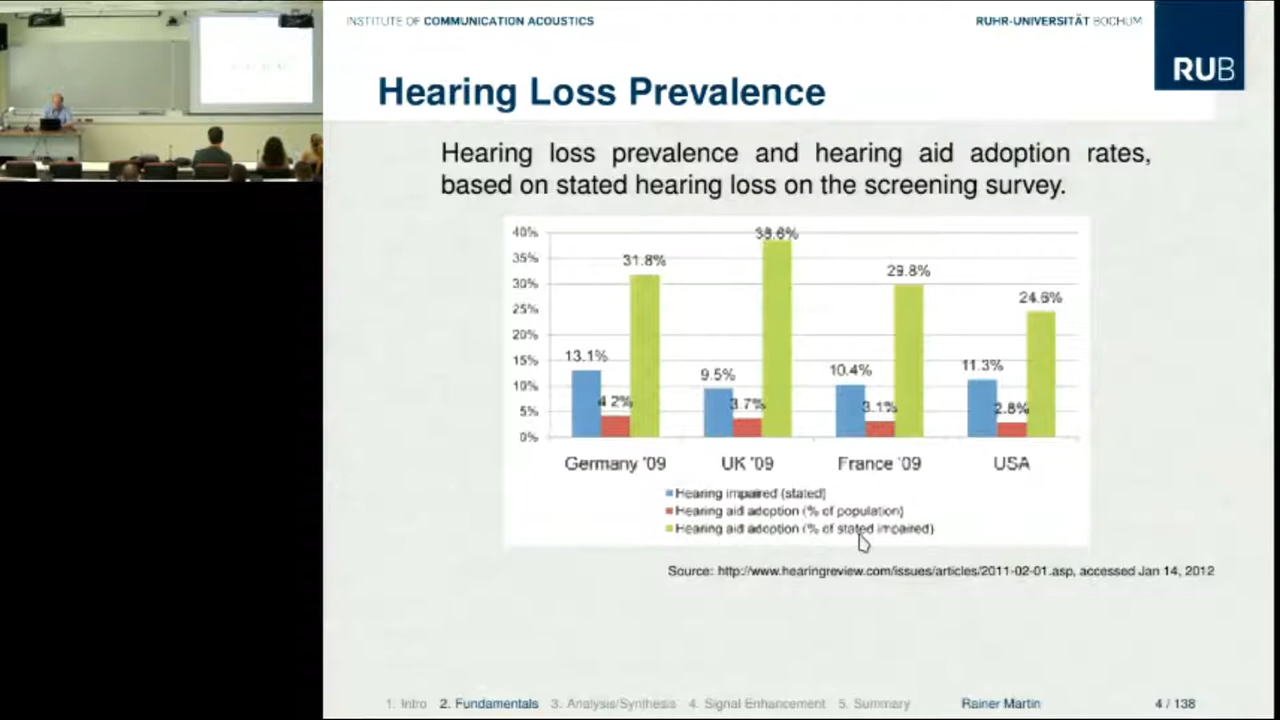 INSTITUTE OF COMMUNICATION ACOUSTICS
RUHR-UNIVERSITÄT BOCHUM
RUB
Hearing Loss Prevalence
Hearing loss prevalence and hearing aid adoption rates,
based on stated hearing loss on the screening survey.
40%
35%
30%
25%
20%
15%
10%
5%
0%
13.1%
4.2%
31.8%
9.5%
3.7%
38.6%
10.4%
3.1%
29.8%
11.3%
2.8%
24.6%
Germany '09
UK '09
France '09
USA
Hearing impaired (stated)
Hearing aid adoption (% of population)
Hearing aid adoption (% of stated impaired)
Source: http://www.hearingreview.com/issues/articles/2011-02-01.asp, accessed Jan 14, 2012
1. Intro 2. Fundamentals 3. Analysis/Synthesis 4. Signal Enhancement 5. Summary Rainer Martin 4 / 138